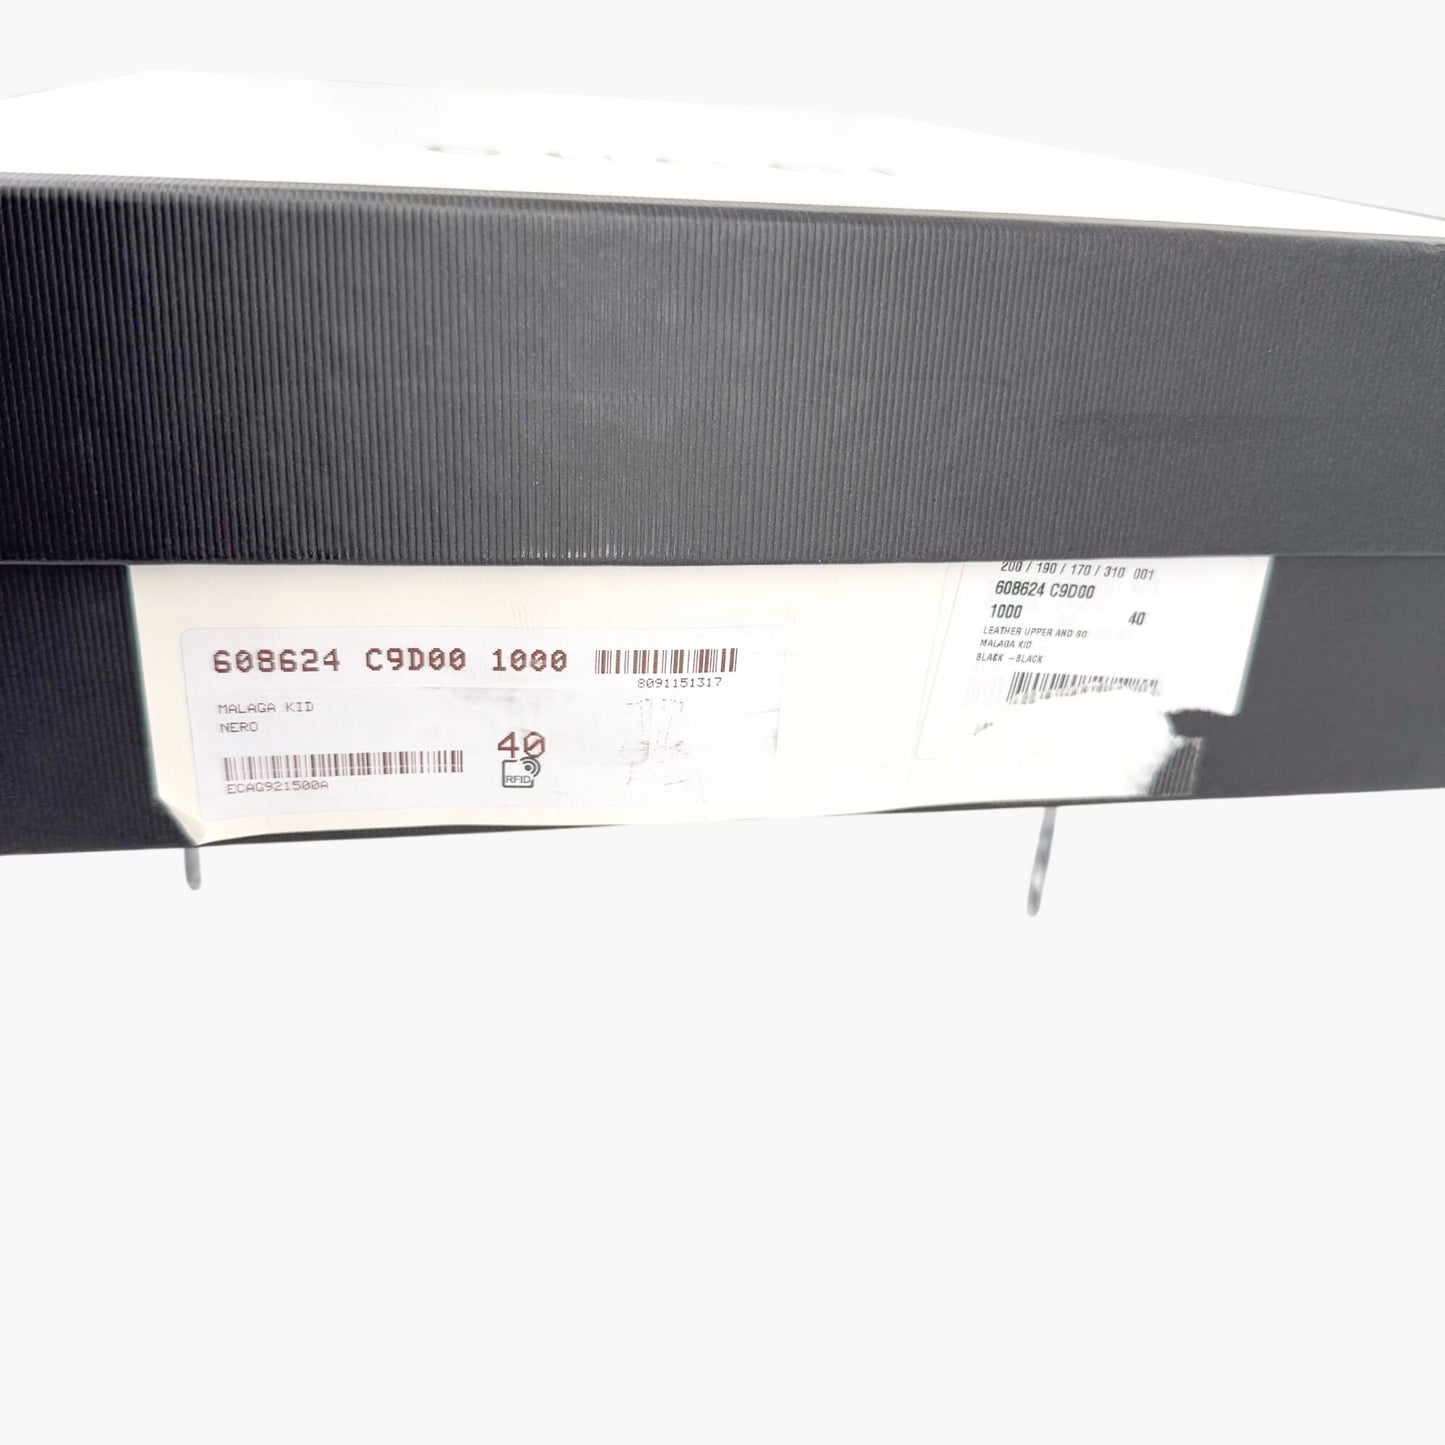 608624 C9D00 1000
8091151317
MALAGA KID
NERO
40
RFID
ECAG921500A
200 / 190 / 170 / 310 001
608624 C9D00
1000 40
LEATHER UPPER AND SO
MALAGA KID
BLACK -BLACK